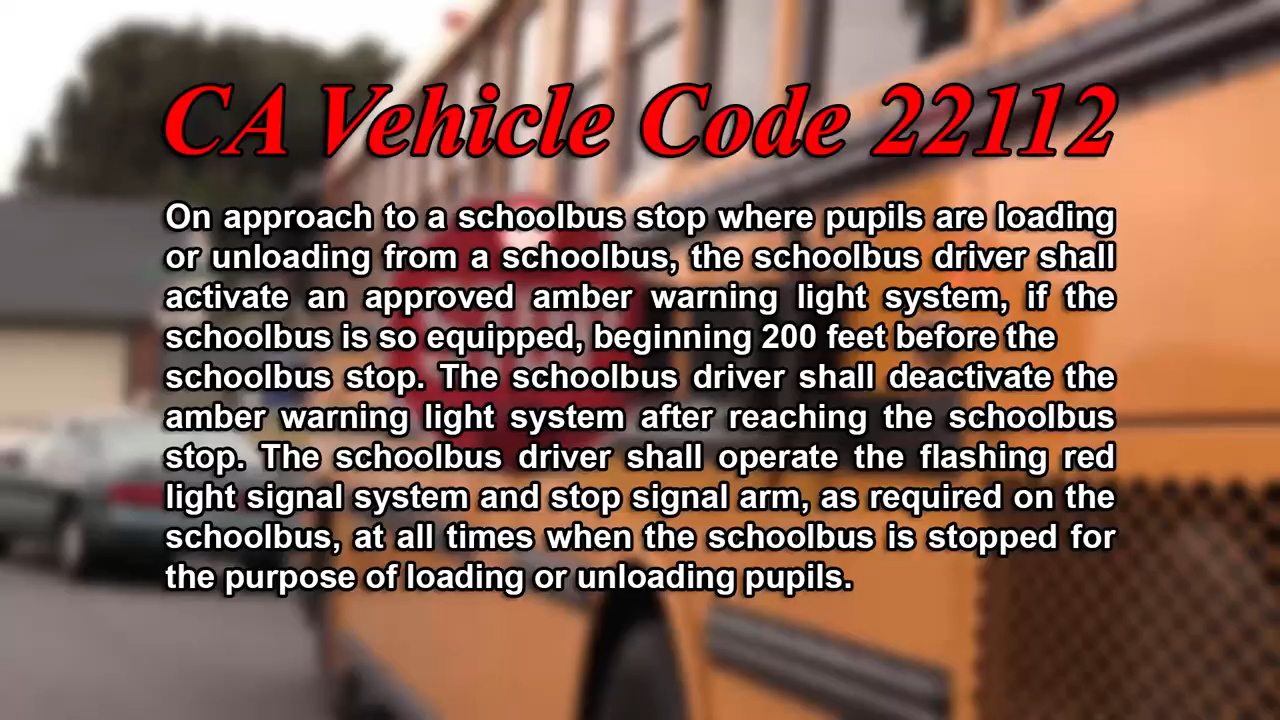 CA Vehicle Code 22112
On approach to a schoolbus stop where pupils are loading
or unloading from a schoolbus, the schoolbus driver shall
activate an approved amber warning light system, if the
schoolbus is so equipped, beginning 200 feet before the
schoolbus stop. The schoolbus driver shall deactivate the
amber warning light system after reaching the schoolbus
stop. The schoolbus driver shall operate the flashing red
light signal system and stop signal arm, as required on the
schoolbus, at all times when the schoolbus is stopped for
the purpose of loading or unloading pupils.